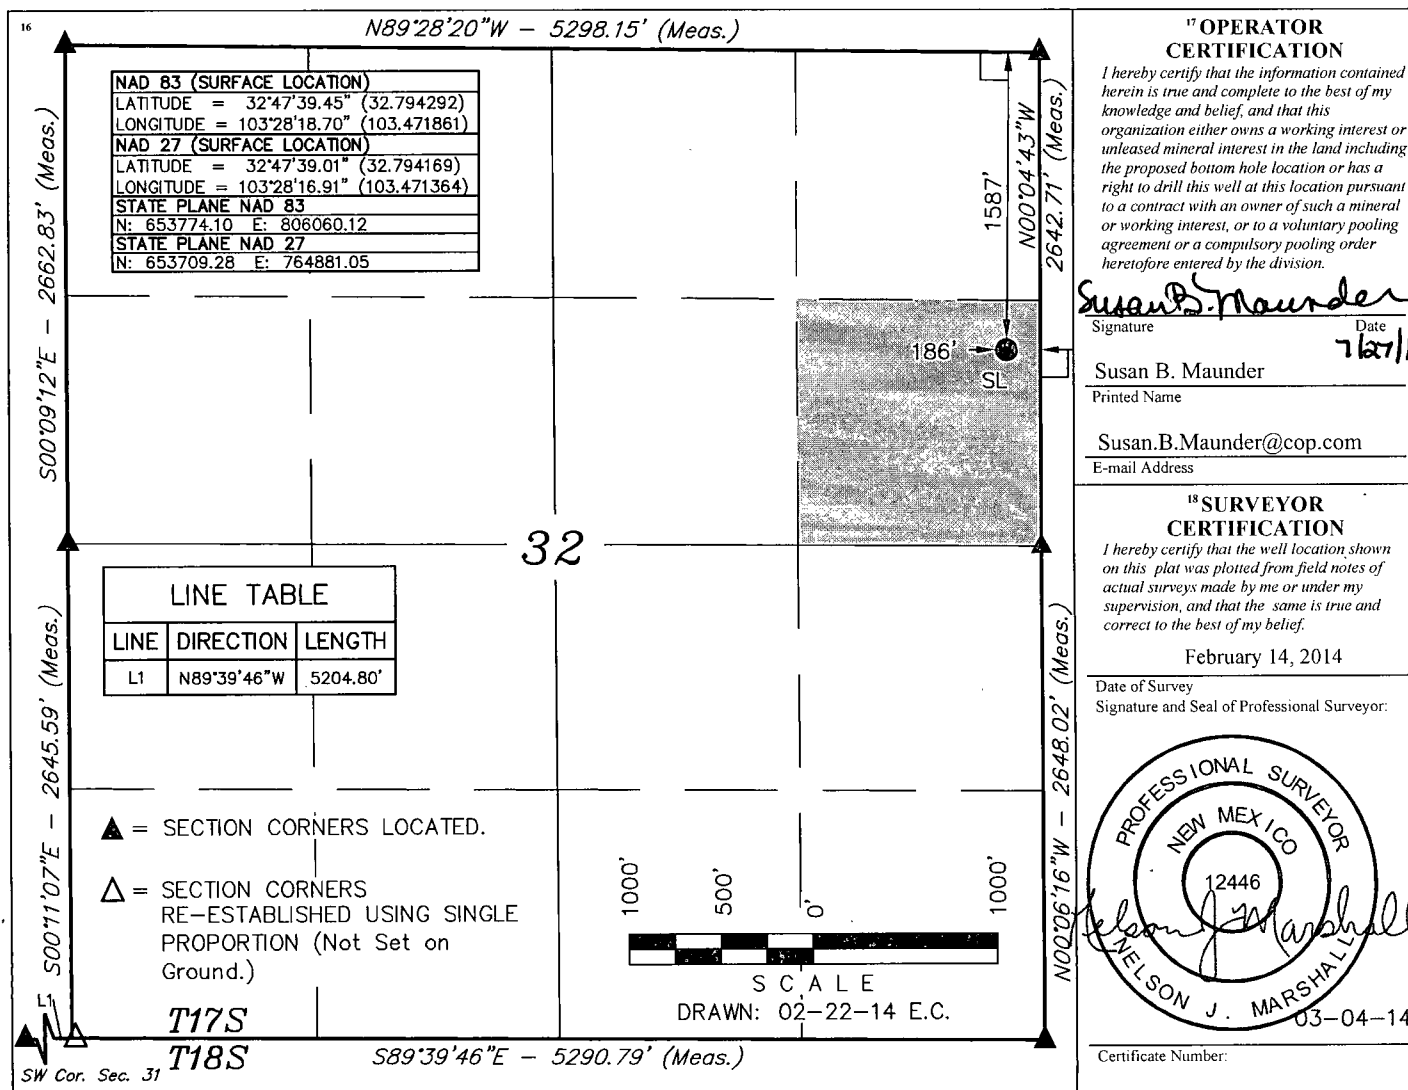 16
N89°28'20"W – 5298.15' (Meas.)
NAD 83 (SURFACE LOCATION)
LATITUDE = 32°47'39.45" (32.794292)
LONGITUDE = 103°28'18.70" (103.471861)
NAD 27 (SURFACE LOCATION)
LATITUDE = 32°47'39.01" (32.794169)
LONGITUDE = 103°28'16.91" (103.471364)
STATE PLANE NAD 83
N: 653774.10 E: 806060.12
STATE PLANE NAD 27
N: 653709.28 E: 764881.05
S00°09'12"E – 2662.83' (Meas.)
1587'
N00°04'43"W
2642.71' (Meas.)
186'
SL
32
LINE TABLE
LINE DIRECTION LENGTH
L1 N89°39'46"W 5204.80'
S00°11'07"E – 2645.59' (Meas.)
N00°06'16"W – 2648.02' (Meas.)
▲ = SECTION CORNERS LOCATED.
△ = SECTION CORNERS
RE-ESTABLISHED USING SINGLE
PROPORTION (Not Set on
Ground.)
1000' 500' 0' 1000'
SCALE
DRAWN: 02-22-14 E.C.
L1
T17S
T18S
SW Cor. Sec. 31
S89°39'46"E – 5290.79' (Meas.)
17 OPERATOR
CERTIFICATION
I hereby certify that the information contained
herein is true and complete to the best of my
knowledge and belief, and that this
organization either owns a working interest or
unleased mineral interest in the land including
the proposed bottom hole location or has a
right to drill this well at this location pursuant
to a contract with an owner of such a mineral
or working interest, or to a voluntary pooling
agreement or a compulsory pooling order
heretofore entered by the division.
Susan B. Maunder
Signature Date
7/27/1
Susan B. Maunder
Printed Name
Susan.B.Maunder@cop.com
E-mail Address
18 SURVEYOR
CERTIFICATION
I hereby certify that the well location shown
on this plat was plotted from field notes of
actual surveys made by me or under my
supervision, and that the same is true and
correct to the best of my belief.
February 14, 2014
Date of Survey
Signature and Seal of Professional Surveyor:
PROFESSIONAL SURVEYOR
NEW MEXICO
12446
Nelson J. Marshall
NELSON J. MARSHALL
03-04-14
Certificate Number: